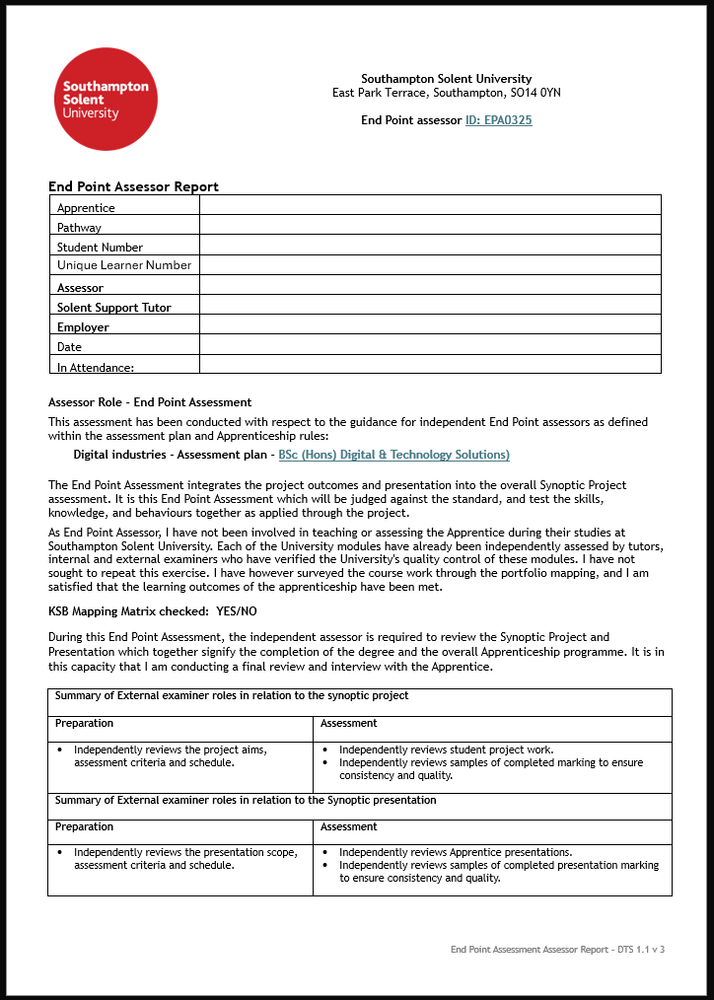 Southampton
Solent
University
Southampton Solent University
East Park Terrace, Southampton, SO14 0YN
End Point assessor ID: EPA0325
End Point Assessor Report
Apprentice
Pathway
Student Number
Unique Learner Number
Assessor
Solent Support Tutor
Employer
Date
In Attendance:
Assessor Role – End Point Assessment
This assessment has been conducted with respect to the guidance for independent End Point assessors as defined
within the assessment plan and Apprenticeship rules:
Digital industries – Assessment plan – BSc (Hons) Digital & Technology Solutions)
The End Point Assessment integrates the project outcomes and presentation into the overall Synoptic Project
assessment. It is this End Point Assessment which will be judged against the standard, and test the skills,
knowledge, and behaviours together as applied through the project.
As End Point Assessor, I have not been involved in teaching or assessing the Apprentice during their studies at
Southampton Solent University. Each of the University modules have already been independently assessed by tutors,
internal and external examiners who have verified the University's quality control of these modules. I have not
sought to repeat this exercise. I have however surveyed the course work through the portfolio mapping, and I am
satisfied that the learning outcomes of the apprenticeship have been met.
KSB Mapping Matrix checked: YES/NO
During this End Point Assessment, the independent assessor is required to review the Synoptic Project and
Presentation which together signify the completion of the degree and the overall Apprenticeship programme. It is in
this capacity that I am conducting a final review and interview with the Apprentice.
Summary of External examiner roles in relation to the synoptic project
Preparation
Assessment
• Independently reviews the project aims,
assessment criteria and schedule.
• Independently reviews student project work.
• Independently reviews samples of completed marking to ensure
consistency and quality.
Summary of External examiner roles in relation to the Synoptic presentation
Preparation
Assessment
• Independently reviews the presentation scope,
assessment criteria and schedule.
• Independently reviews Apprentice presentations.
• Independently reviews samples of completed presentation marking
to ensure consistency and quality.
End Point Assessment Assessor Report – DTS 1.1 v 3